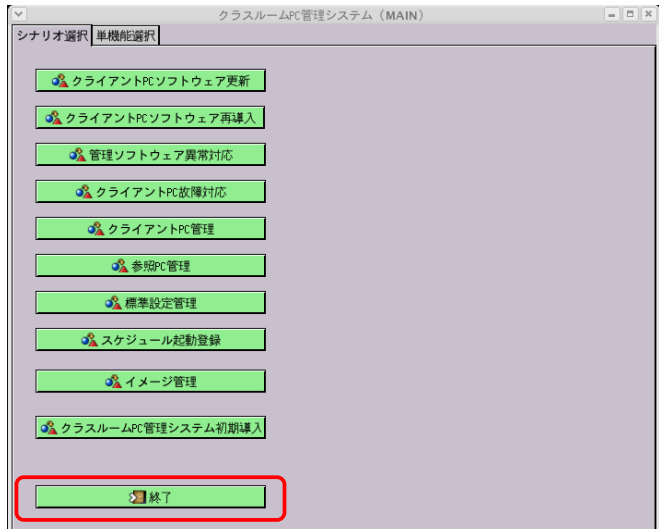 クラスルームPC管理システム（MAIN）
シナリオ選択 単機能選択
クライアントPCソフトウェア更新
クライアントPCソフトウェア再導入
管理ソフトウェア異常対応
クライアントPC故障対応
クライアントPC管理
参照PC管理
標準設定管理
スケジュール起動登録
イメージ管理
クラスルームPC管理システム初期導入
終了